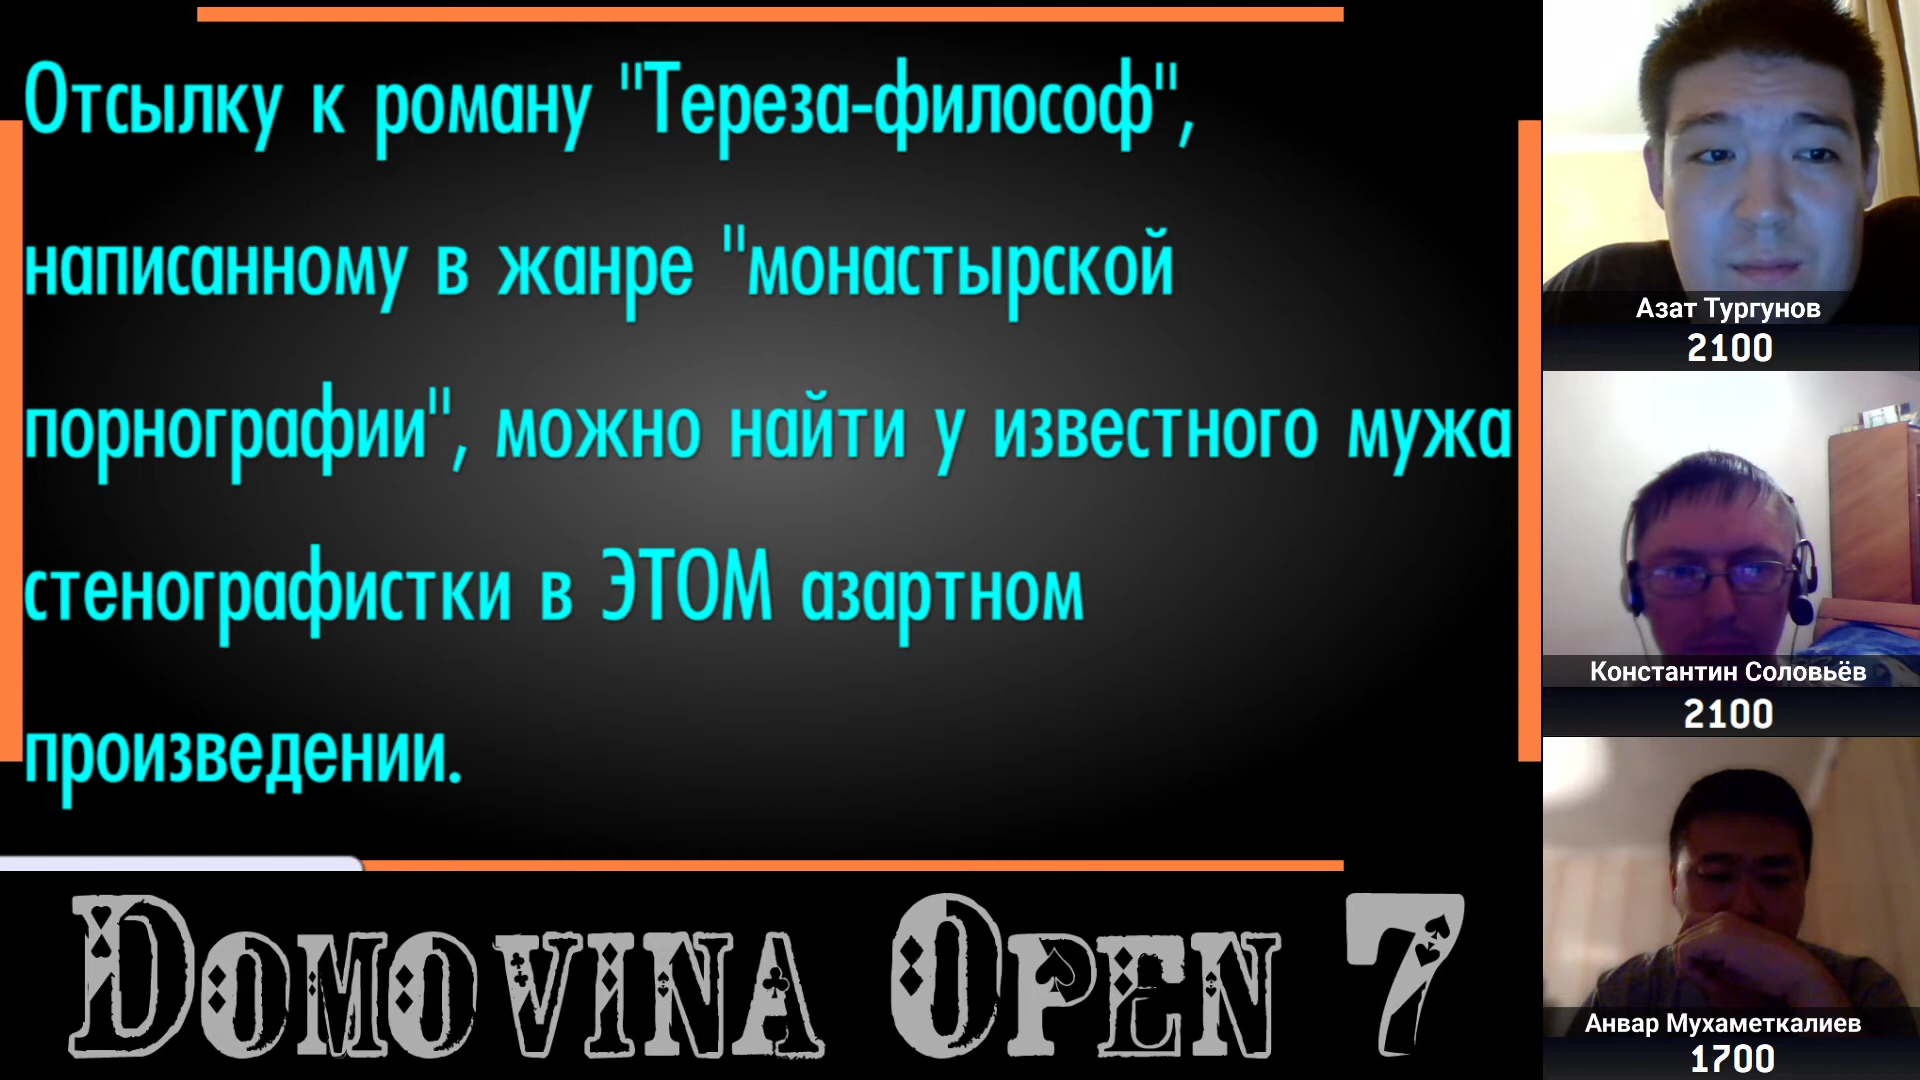 Отсылку к роману "Тереза-философ",
написанному в жанре "монастырской
порнографии", можно найти у известного мужа
стенографистки в ЭТОМ азартном
произведении.
Domovina Open 7
Азат Тургунов
2100
Константин Соловьёв
2100
Анвар Мухаметкалиев
1700